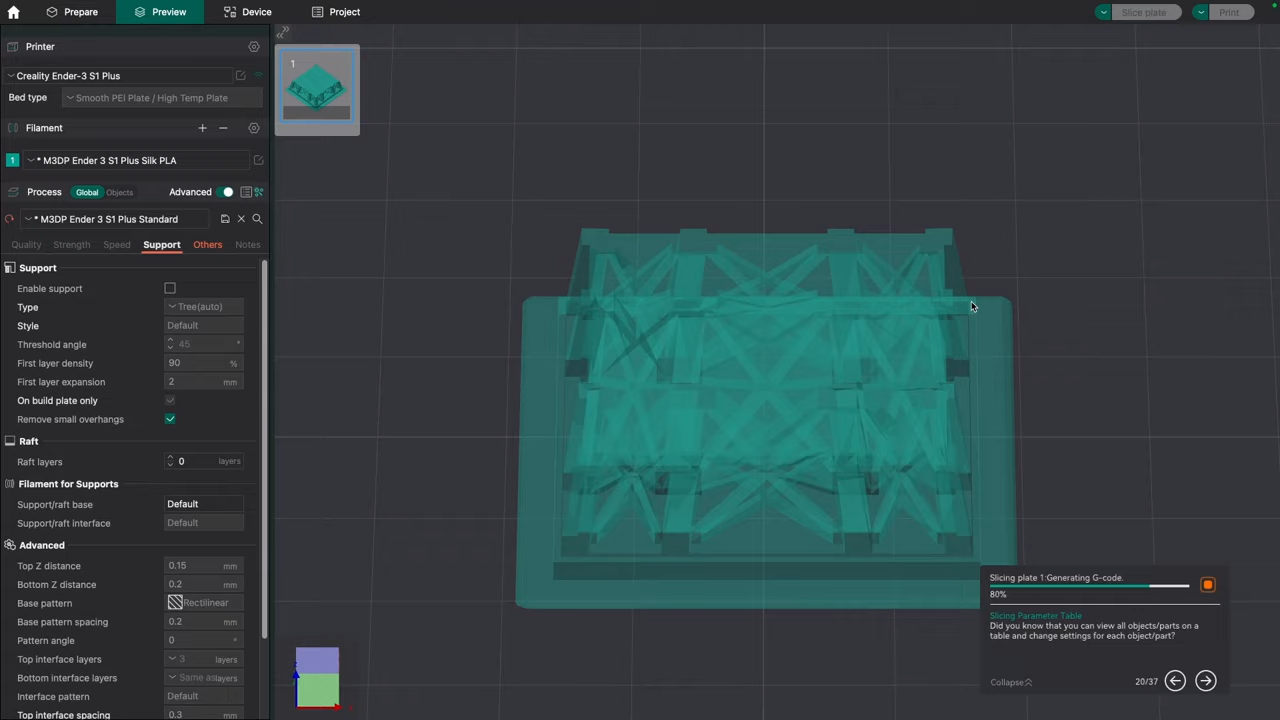 Prepare
Preview
Device
Project
Slice plate
Print
Printer
Creality Ender-3 S1 Plus
Bed type
Smooth PEI Plate / High Temp Plate
1
Filament
1
* M3DP Ender 3 S1 Plus Silk PLA
Process
Global
Objects
Advanced
* M3DP Ender 3 S1 Plus Standard
Quality
Strength
Speed
Support
Others
Notes
Support
Enable support
Type
Tree(auto)
Style
Default
Threshold angle
45
°
First layer density
90
%
First layer expansion
2
mm
On build plate only
Remove small overhangs
Raft
Raft layers
0
layers
Filament for Supports
Support/raft base
Default
Support/raft interface
Default
Advanced
Top Z distance
0.15
mm
Bottom Z distance
0.2
mm
Base pattern
Rectilinear
Base pattern spacing
0.2
mm
Pattern angle
0
°
Top interface layers
3
layers
Bottom interface layers
Same as
layers
Interface pattern
Default
Top interface spacing
0.3
mm
Slicing plate 1:Generating G-code.
80%
Slicing Parameter Table
Did you know that you can view all objects/parts on a
table and change settings for each object/part?
Collapse
20/37